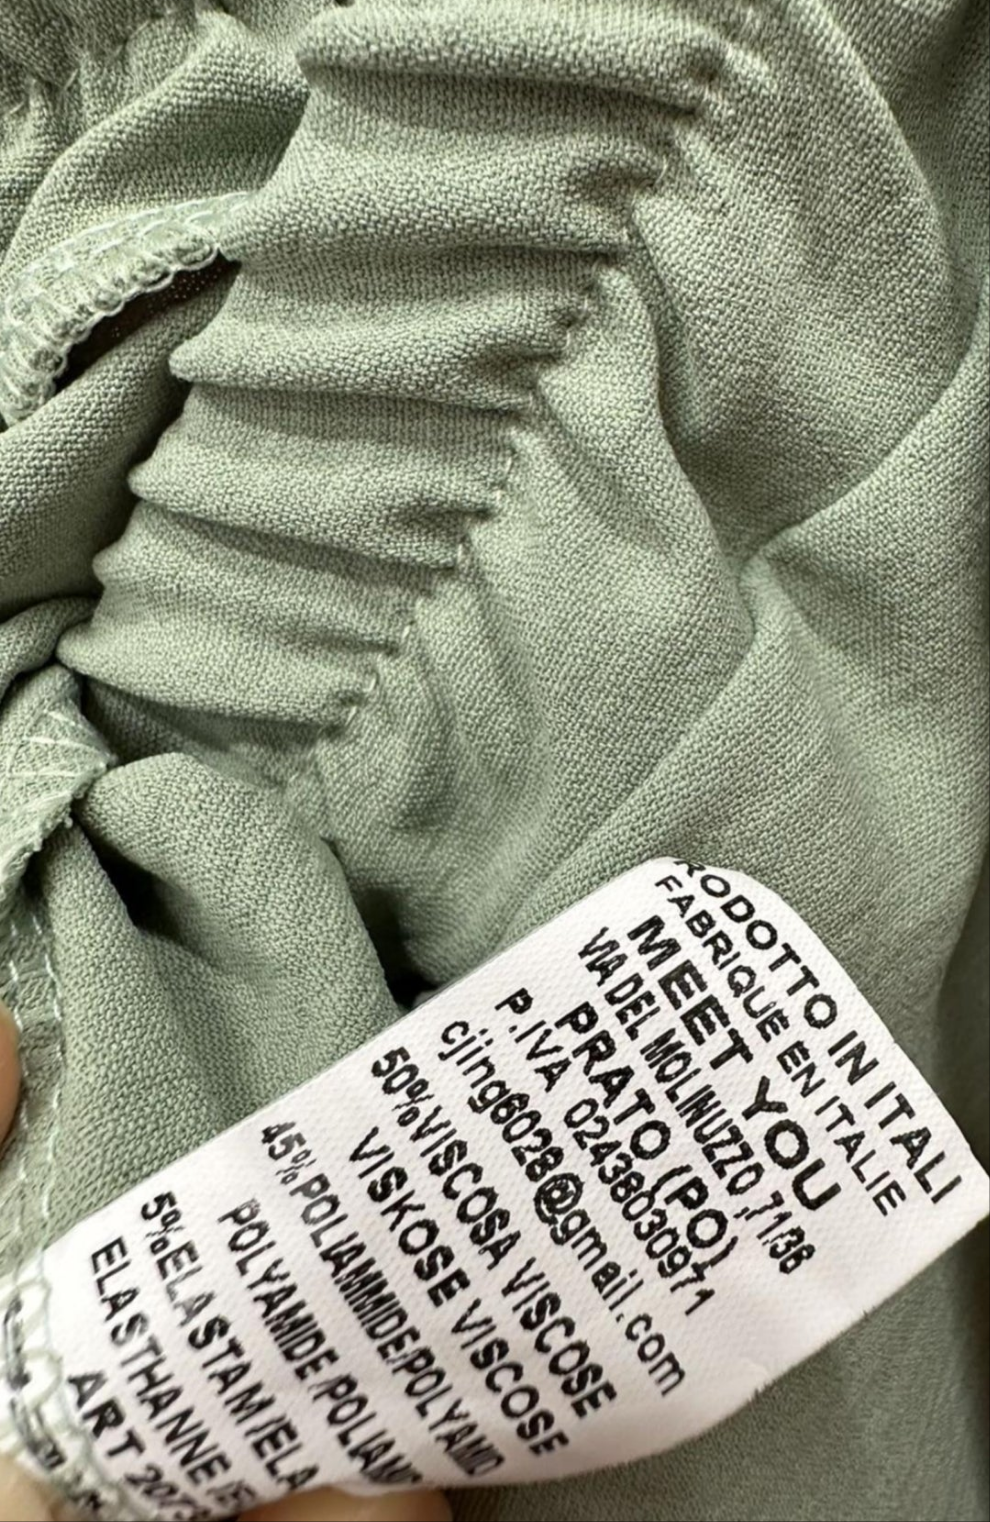 RODOTTO IN ITALI
FABRIQUE EN ITALIE
MEET YOU
VIA DEL MOLINUZZO,71/36
PRATO (PO)
P.IVA 02438030971
cjing6028@gmail.com
50%VISCOSA VISCOSE
VISKOSE VISCOSE
45%POLIAMMIDE/POLYAMID
POLYAMIDE /POLIAM
5%ELASTAM/ELA
ELASTHANNE
ART